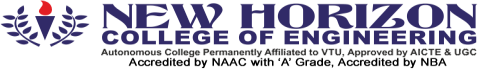 NEW HORIZON
COLLEGE OF ENGINEERING
Autonomous College Permanently Affiliated to VTU, Approved by AICTE & UGC
Accredited by NAAC with ‘A’ Grade, Accredited by NBA